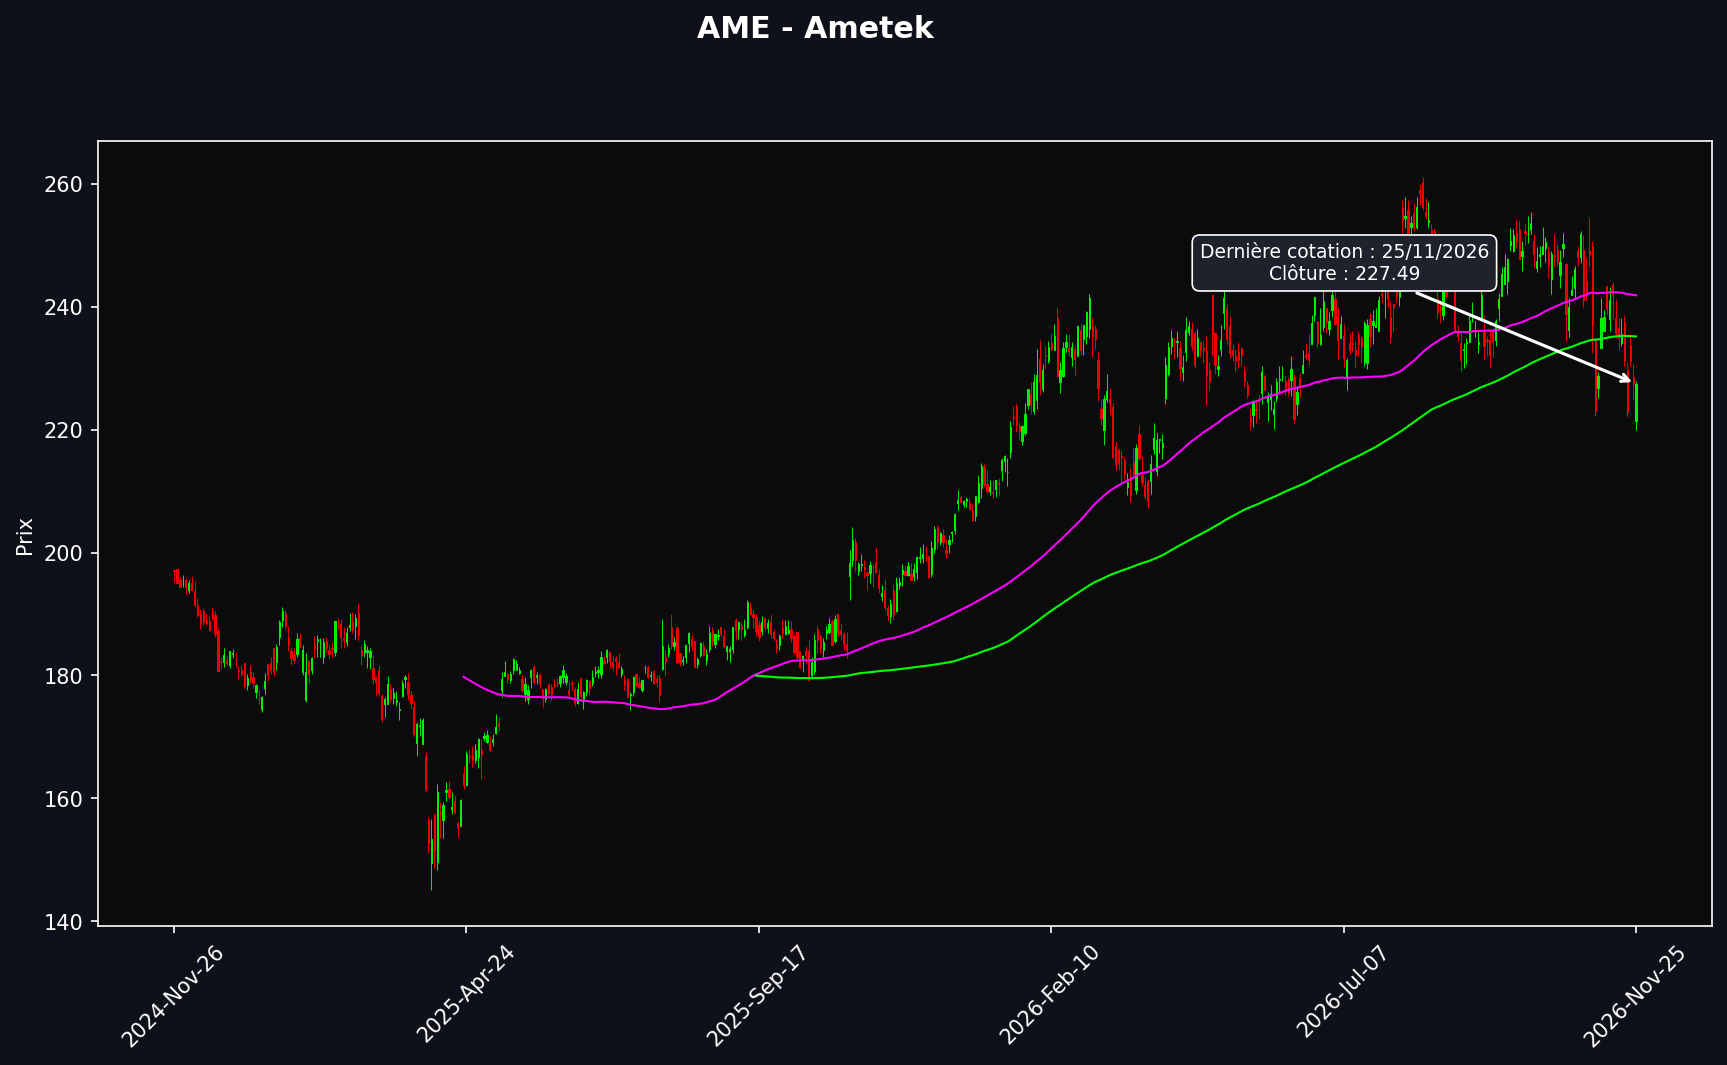 AME - Ametek
Prix
260
240
220
200
180
160
140
Dernière cotation : 25/11/2026
Clôture : 227.49
2024-Nov-26
2025-Apr-24
2025-Sep-17
2026-Feb-10
2026-Jul-07
2026-Nov-25